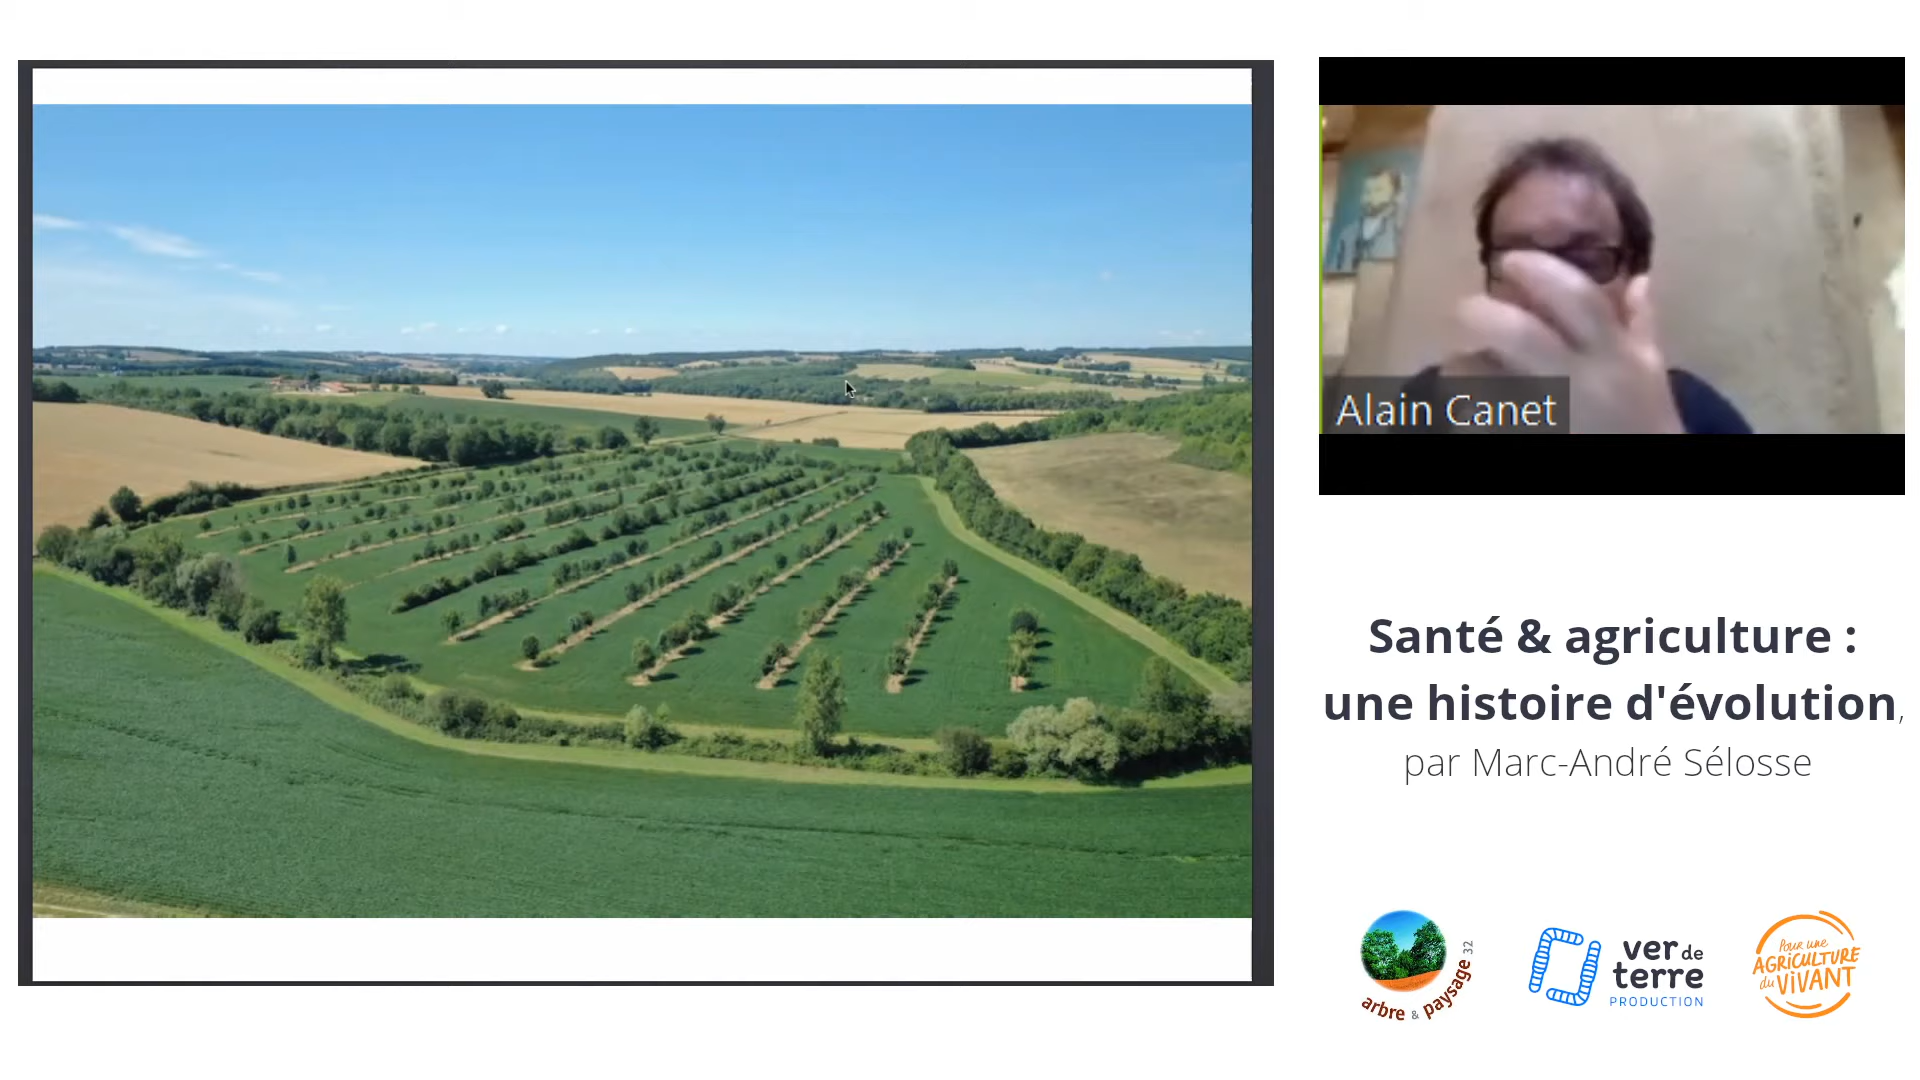 Alain Canet
Santé & agriculture :
une histoire d'évolution,
par Marc-André Sélosse
arbre & paysage 32
ver de
terre
PRODUCTION
Pour une
AGRICULTURE
du VIVANT